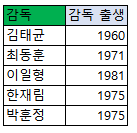 감독 감독 출생
김태균 1960
최동훈 1971
이일형 1981
한재림 1975
박훈정 1975